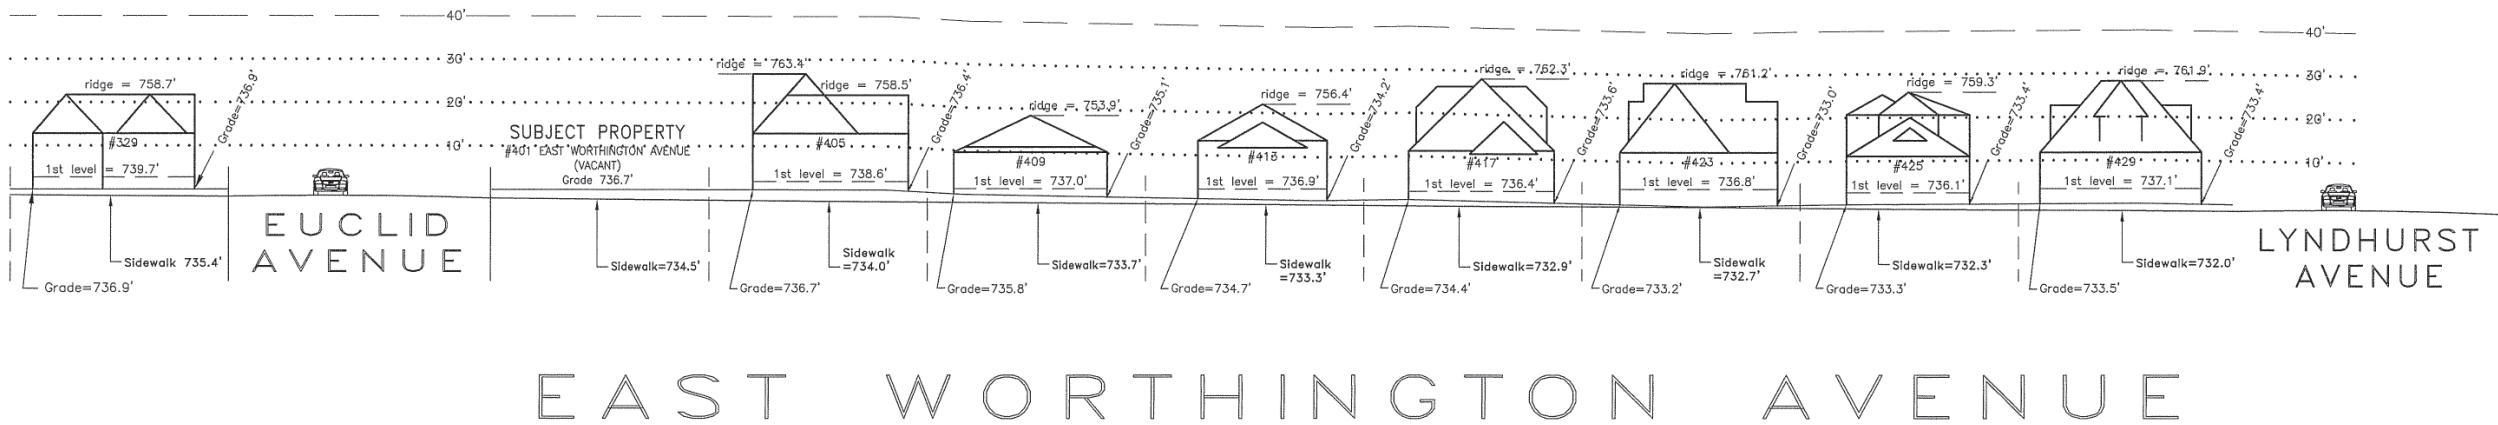 40'
40'
30'
30'
20'
20'
10'
10'
ridge = 758.7'
Grade=736.9'
#329
1st level = 739.7'
Sidewalk 735.4'
Grade=736.9'
EUCLID
AVENUE
SUBJECT PROPERTY
#401 EAST WORTHINGTON AVENUE
(VACANT)
Grade 736.7'
Sidewalk=734.5'
ridge = 763.4'
ridge = 758.5'
Grade=736.4'
#405
1st level = 738.6'
Sidewalk
=734.0'
Grade=736.7'
ridge = 753.9'
Grade=735.1'
#409
1st level = 737.0'
Sidewalk=733.7'
Grade=735.8'
ridge = 756.4'
Grade=734.2'
#413
1st level = 736.9'
Sidewalk
=733.3'
Grade=734.7'
ridge = 762.3'
Grade=733.6'
#417
1st level = 736.4'
Sidewalk=732.9'
Grade=734.4'
ridge = 761.2'
Grade=733.0'
#423
1st level = 736.8'
Sidewalk
=732.7'
Grade=733.2'
ridge = 759.3'
Grade=733.4'
#425
1st level = 736.1'
Sidewalk=732.3'
Grade=733.3'
ridge = 761.9'
Grade=733.4'
#429
1st level = 737.1'
Sidewalk=732.0'
Grade=733.5'
LYNDHURST
AVENUE
EAST WORTHINGTON AVENUE